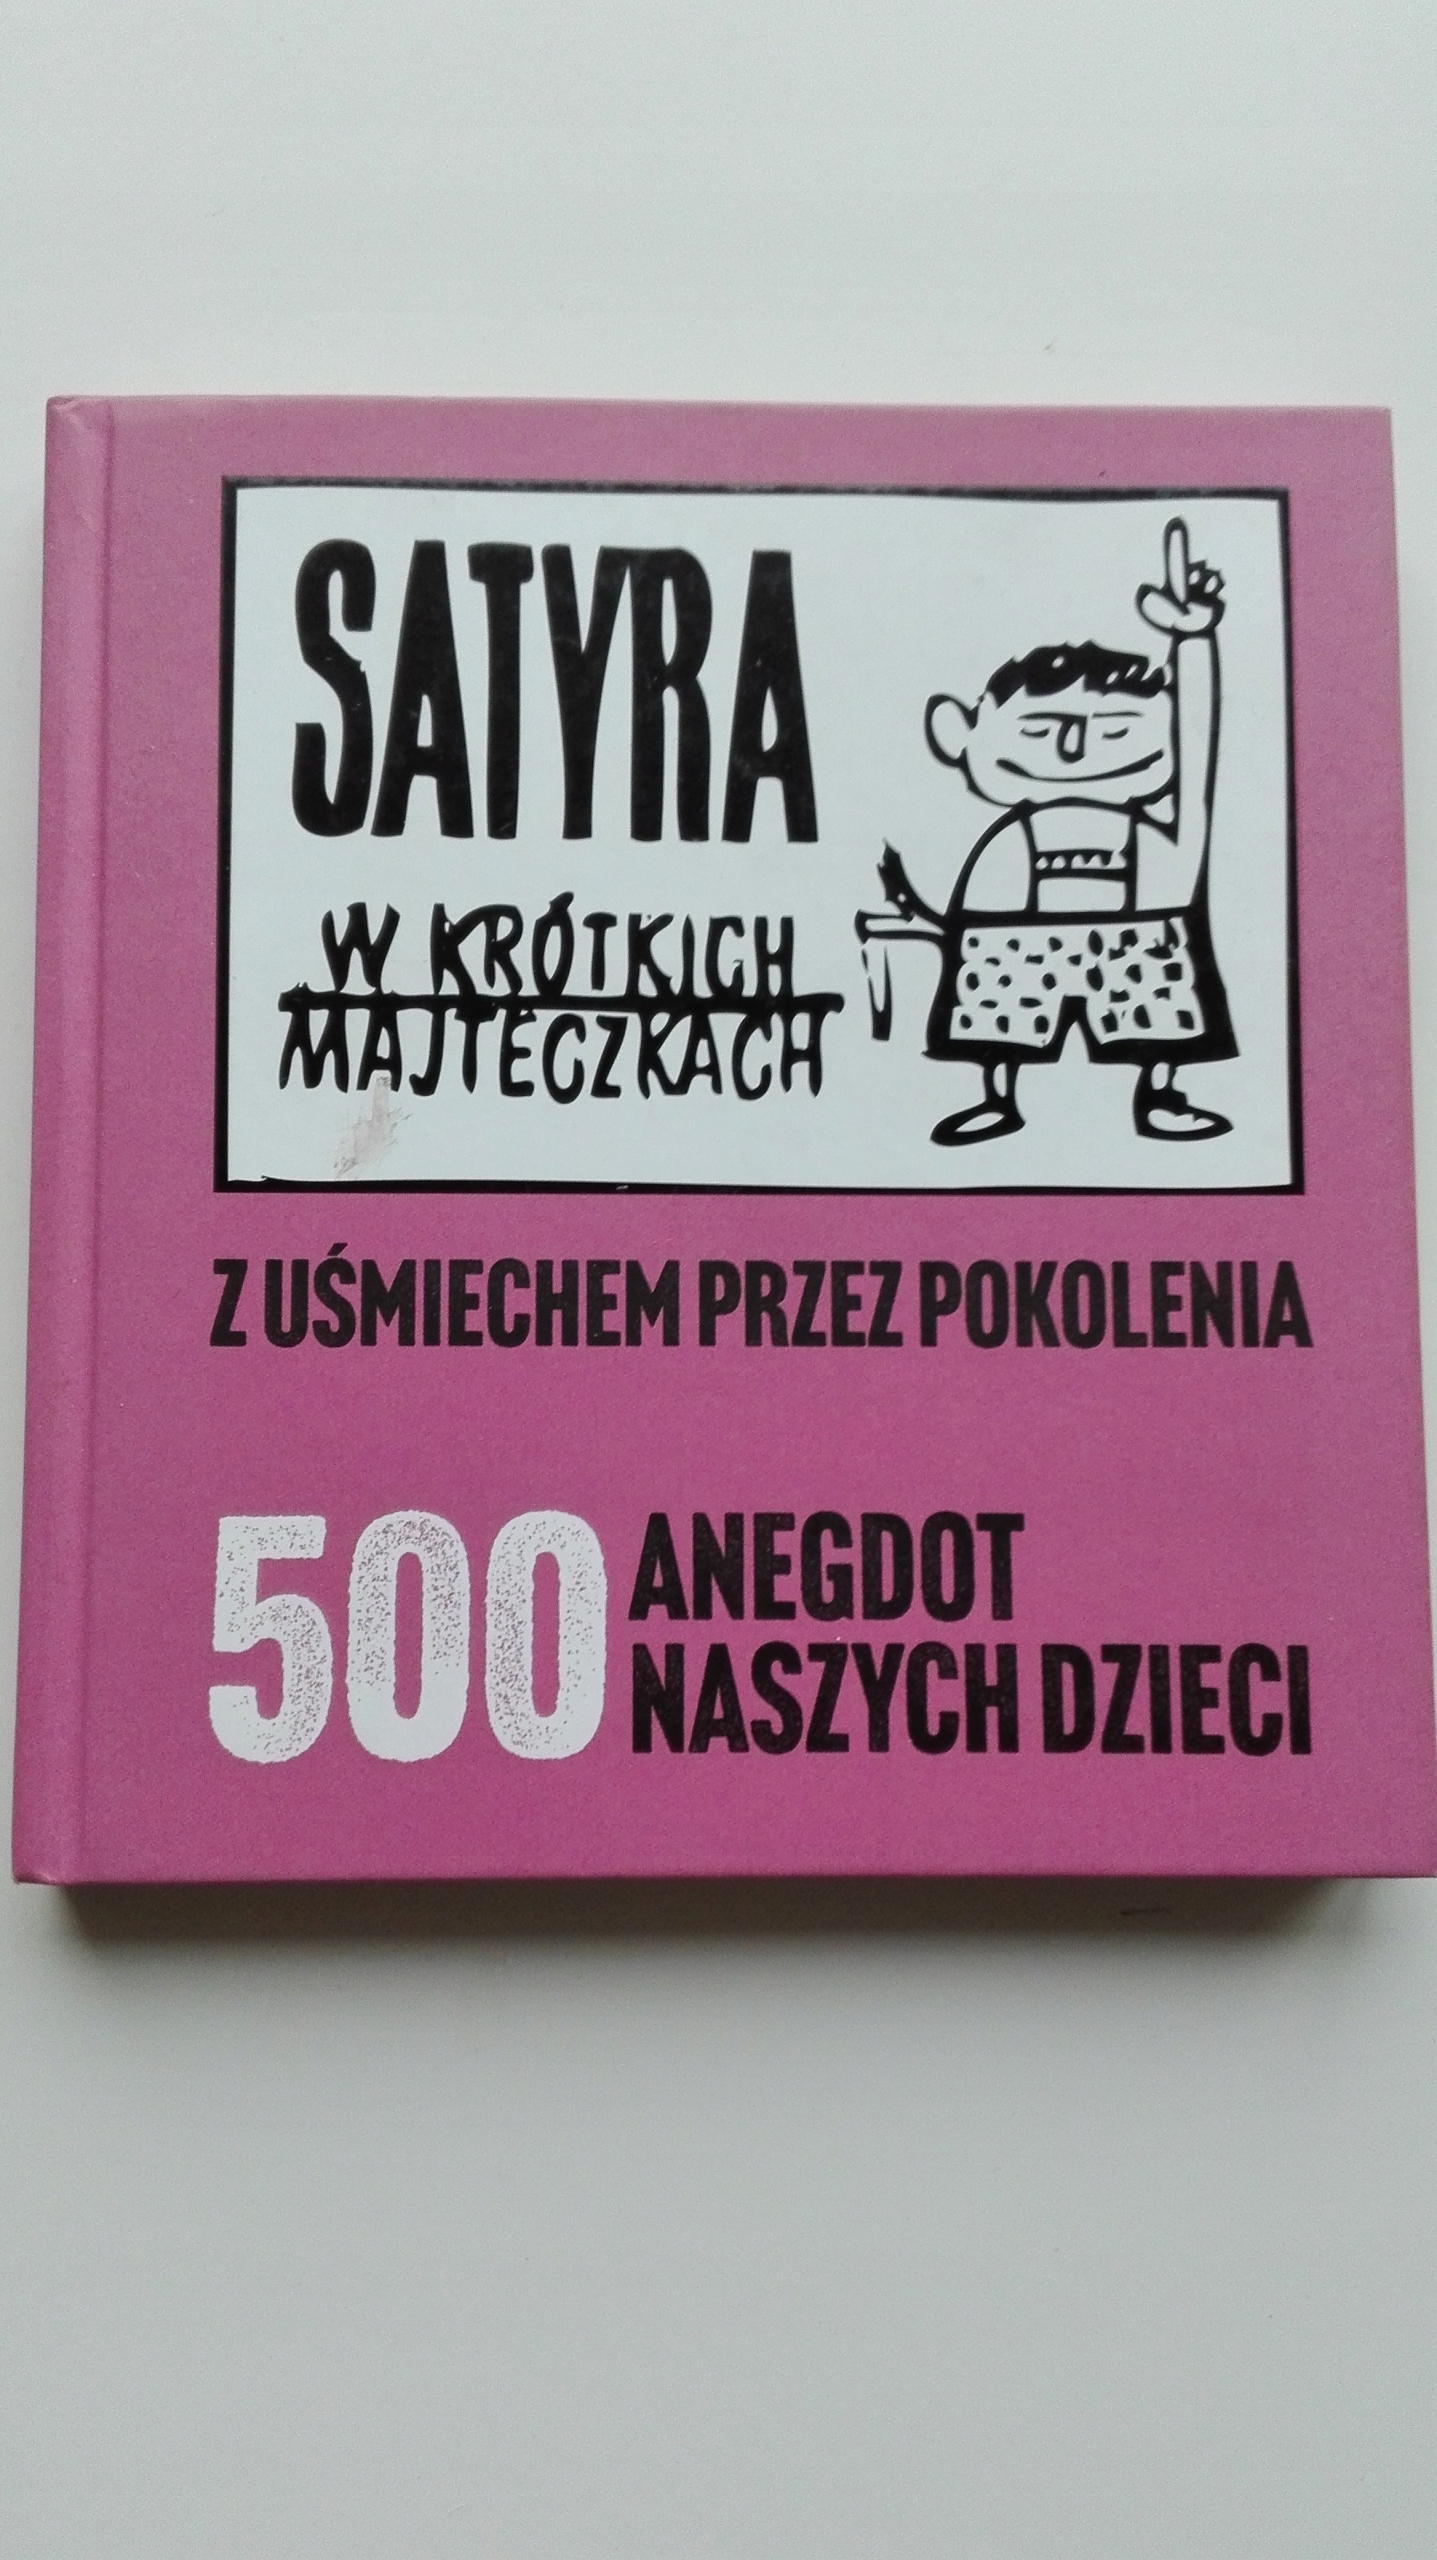 SATYRA
W KRÓTKICH
MAJTECZKACH
Z UŚMIECHEM PRZEZ POKOLENIA
500 ANEGDOT
NASZYCH DZIECI